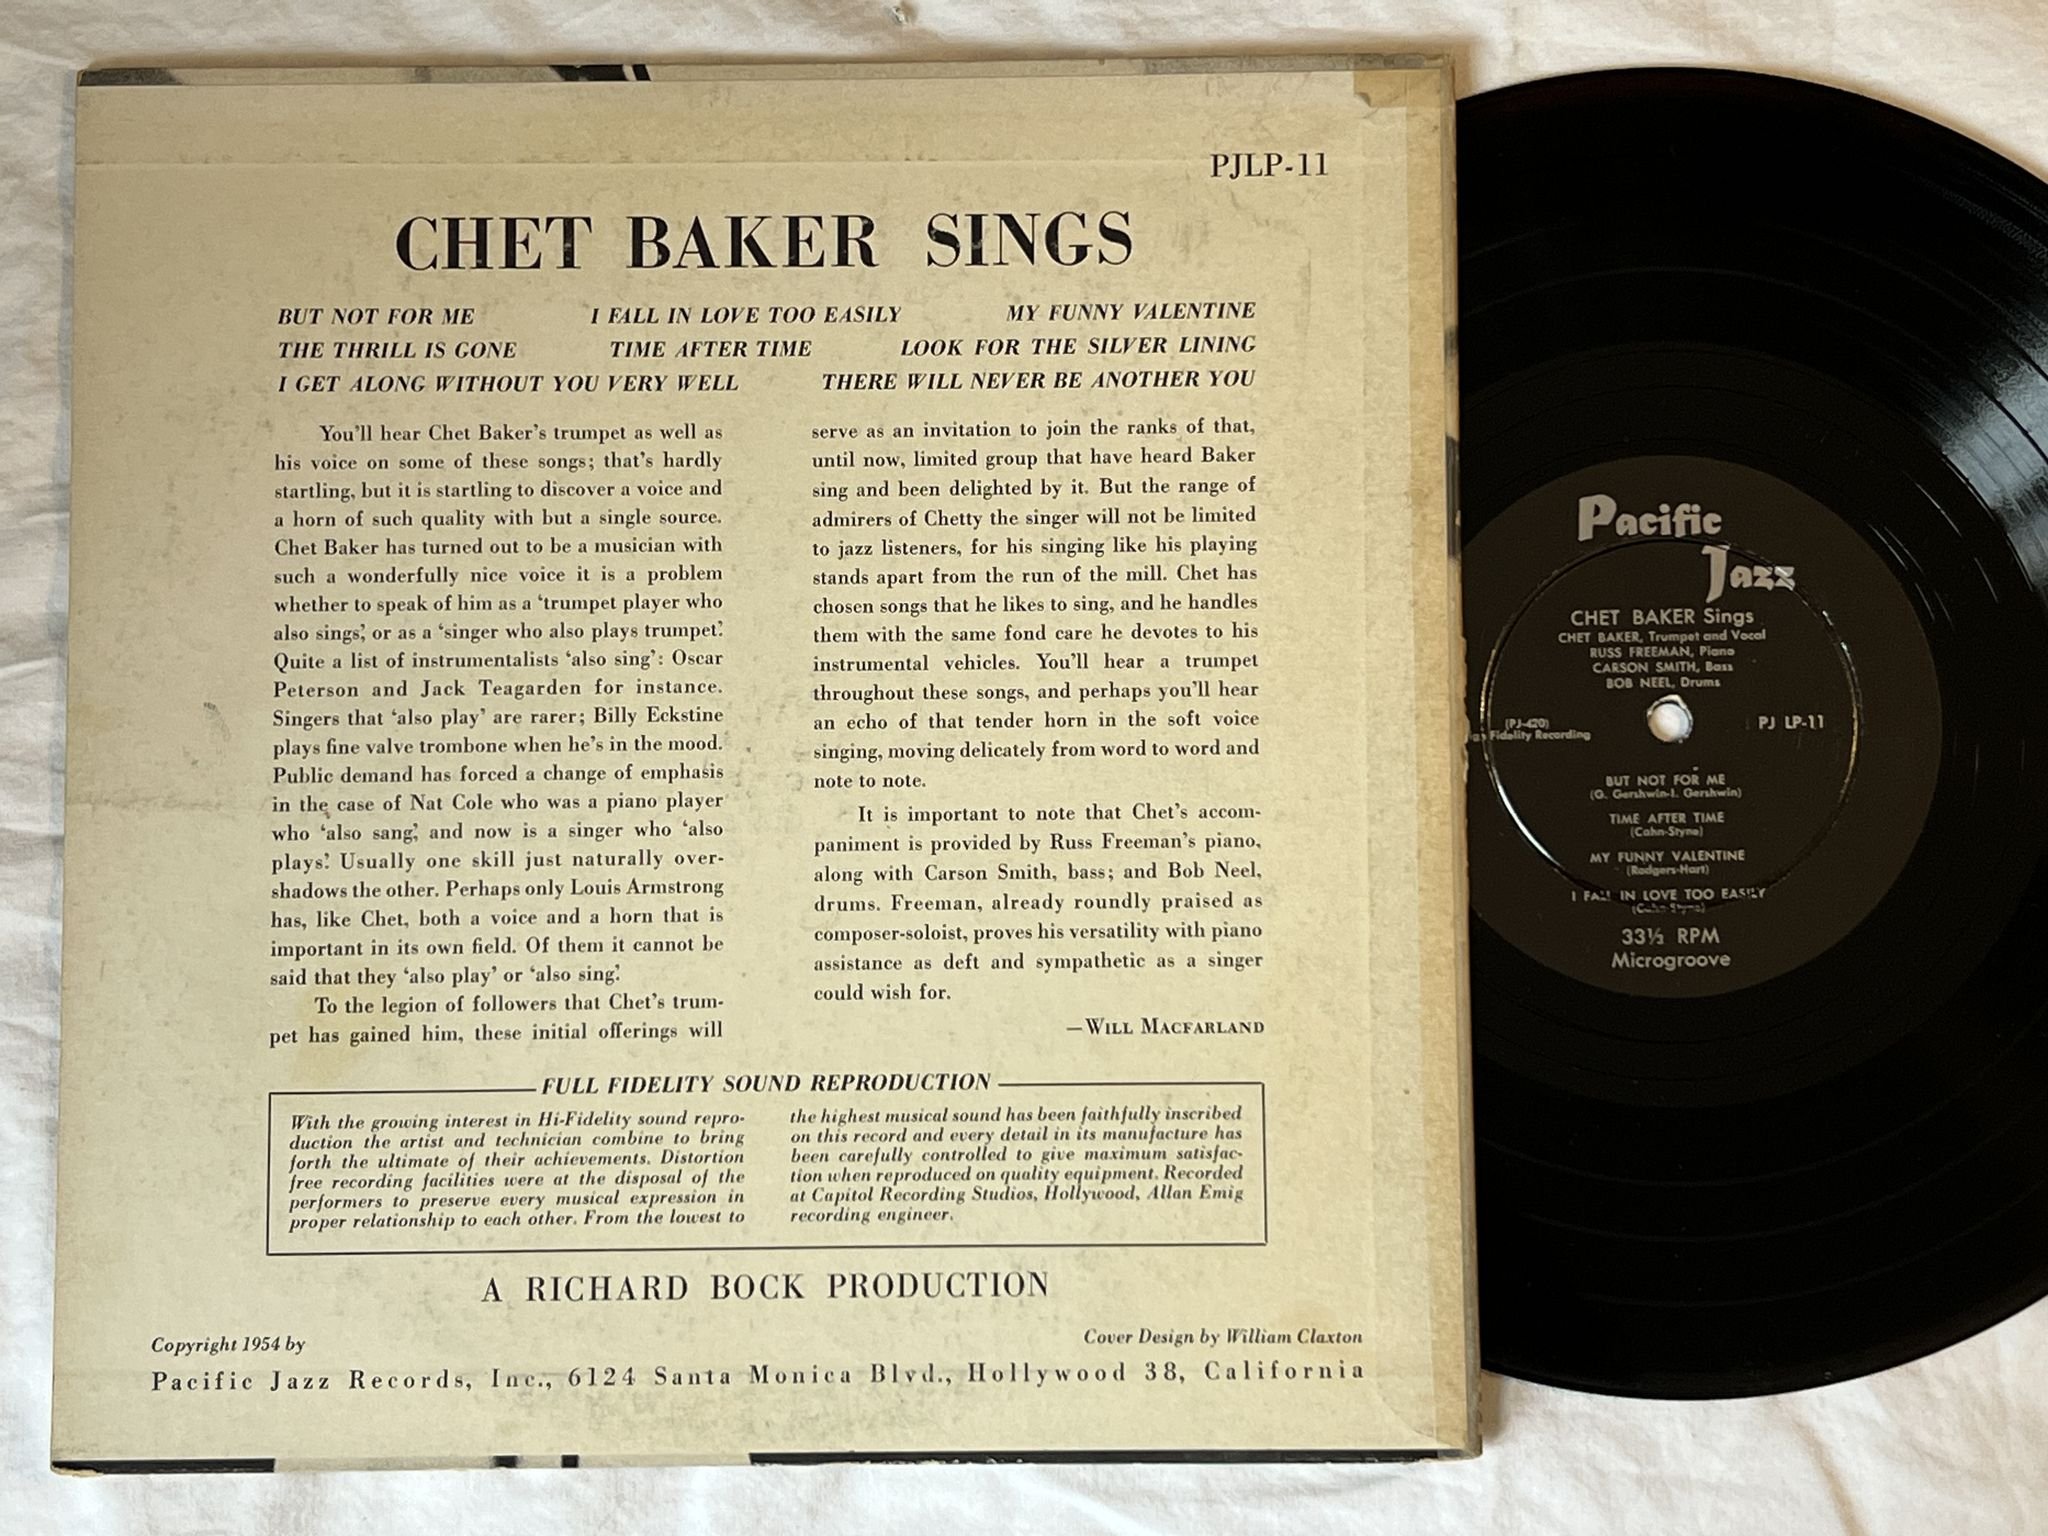 PJLP-11
CHET BAKER SINGS
BUT NOT FOR ME I FALL IN LOVE TOO EASILY MY FUNNY VALENTINE
THE THRILL IS GONE TIME AFTER TIME LOOK FOR THE SILVER LINING
I GET ALONG WITHOUT YOU VERY WELL THERE WILL NEVER BE ANOTHER YOU
You'll hear Chet Baker's trumpet as well as
his voice on some of these songs; that's hardly
startling, but it is startling to discover a voice and
a horn of such quality with but a single source.
Chet Baker has turned out to be a musician with
such a wonderfully nice voice it is a problem
whether to speak of him as a 'trumpet player who
also sings,' or as a 'singer who also plays trumpet.'
Quite a list of instrumentalists 'also sing': Oscar
Peterson and Jack Teagarden for instance.
Singers that 'also play' are rarer; Billy Eckstine
plays fine valve trombone when he's in the mood.
Public demand has forced a change of emphasis
in the case of Nat Cole who was a piano player
who 'also sang,' and now is a singer who 'also
plays.' Usually one skill just naturally over-
shadows the other. Perhaps only Louis Armstrong
has, like Chet, both a voice and a horn that is
important in its own field. Of them it cannot be
said that they 'also play' or 'also sing.'
To the legion of followers that Chet's trum-
pet has gained him, these initial offerings will
serve as an invitation to join the ranks of that,
until now, limited group that have heard Baker
sing and been delighted by it. But the range of
admirers of Chetty the singer will not be limited
to jazz listeners, for his singing like his playing
stands apart from the run of the mill. Chet has
chosen songs that he likes to sing, and he handles
them with the same fond care he devotes to his
instrumental vehicles. You'll hear a trumpet
throughout these songs, and perhaps you'll hear
an echo of that tender horn in the soft voice
singing, moving delicately from word to word and
note to note.
It is important to note that Chet's accom-
paniment is provided by Russ Freeman's piano,
along with Carson Smith, bass; and Bob Neel,
drums. Freeman, already roundly praised as
composer-soloist, proves his versatility with piano
assistance as deft and sympathetic as a singer
could wish for.
—WILL MACFARLAND
FULL FIDELITY SOUND REPRODUCTION
With the growing interest in Hi-Fidelity sound repro-
duction the artist and technician combine to bring
forth the ultimate of their achievements. Distortion
free recording facilities were at the disposal of the
performers to preserve every musical expression in
proper relationship to each other. From the lowest to
the highest musical sound has been faithfully inscribed
on this record and every detail in its manufacture has
been carefully controlled to give maximum satisfac-
tion when reproduced on quality equipment. Recorded
at Capitol Recording Studios, Hollywood, Allan Emig
recording engineer.
A RICHARD BOCK PRODUCTION
Copyright 1954 by
Cover Design by William Claxton
Pacific Jazz Records, Inc., 6124 Santa Monica Blvd., Hollywood 38, California
Pacific
Jazz
CHET BAKER Sings
CHET BAKER, Trumpet and Vocal
RUSS FREEMAN, Piano
CARSON SMITH, Bass
BOB NEEL, Drums
(PJ-420)
Fidelity Recording
PJ LP-11
BUT NOT FOR ME
(G. Gershwin-I. Gershwin)
TIME AFTER TIME
(Cahn-Styne)
MY FUNNY VALENTINE
(Rodgers-Hart)
I FALL IN LOVE TOO EASILY
(Cahn-Styne)
33⅓ RPM
Microgroove